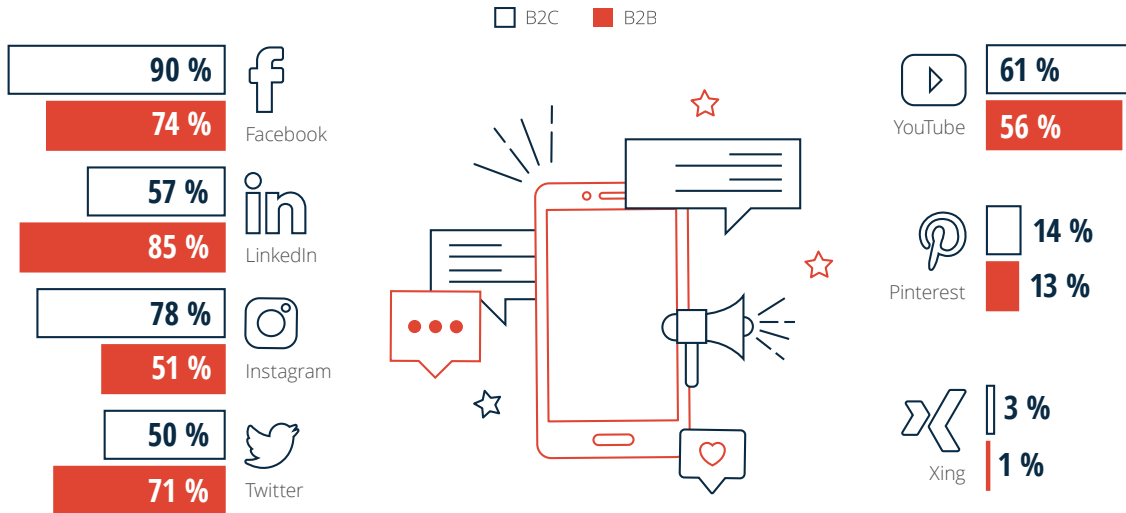 B2C
B2B
90 %
74 %
Facebook
57 %
85 %
LinkedIn
78 %
51 %
Instagram
50 %
71 %
Twitter
61 %
56 %
YouTube
14 %
13 %
Pinterest
3 %
1 %
Xing